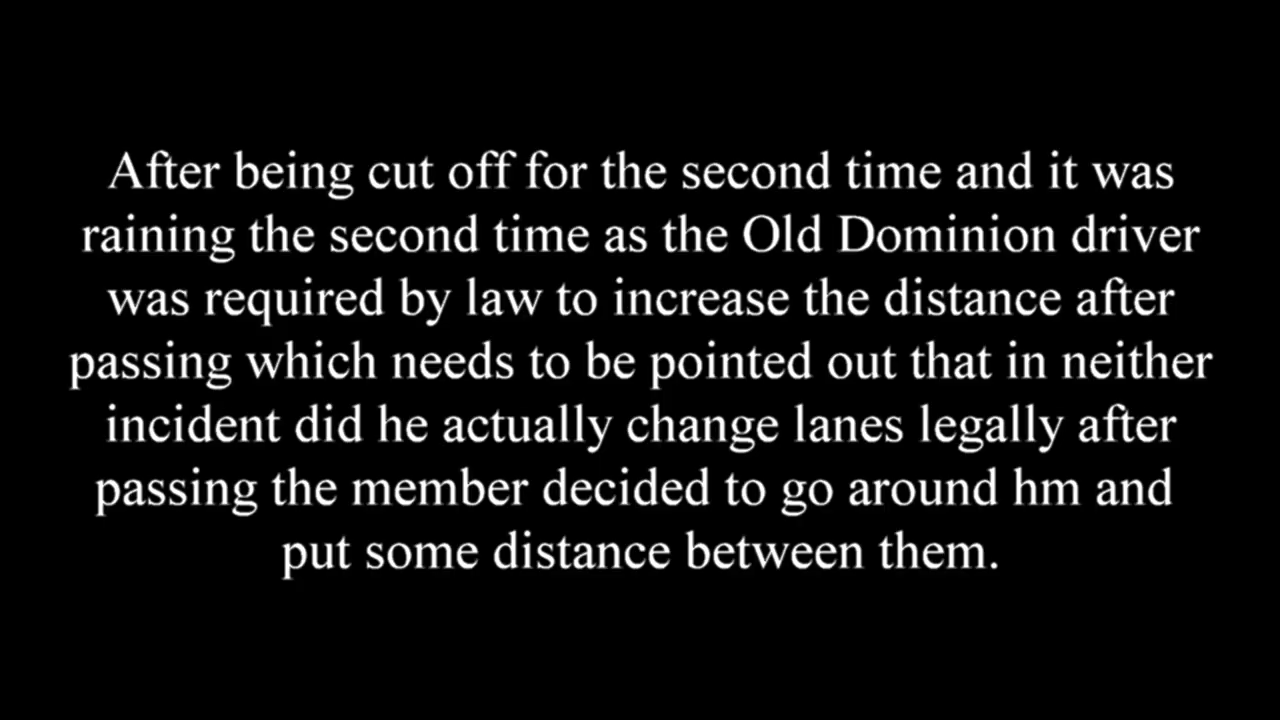 After being cut off for the second time and it was
raining the second time as the Old Dominion driver
was required by law to increase the distance after
passing which needs to be pointed out that in neither
incident did he actually change lanes legally after
passing the member decided to go around hm and
put some distance between them.